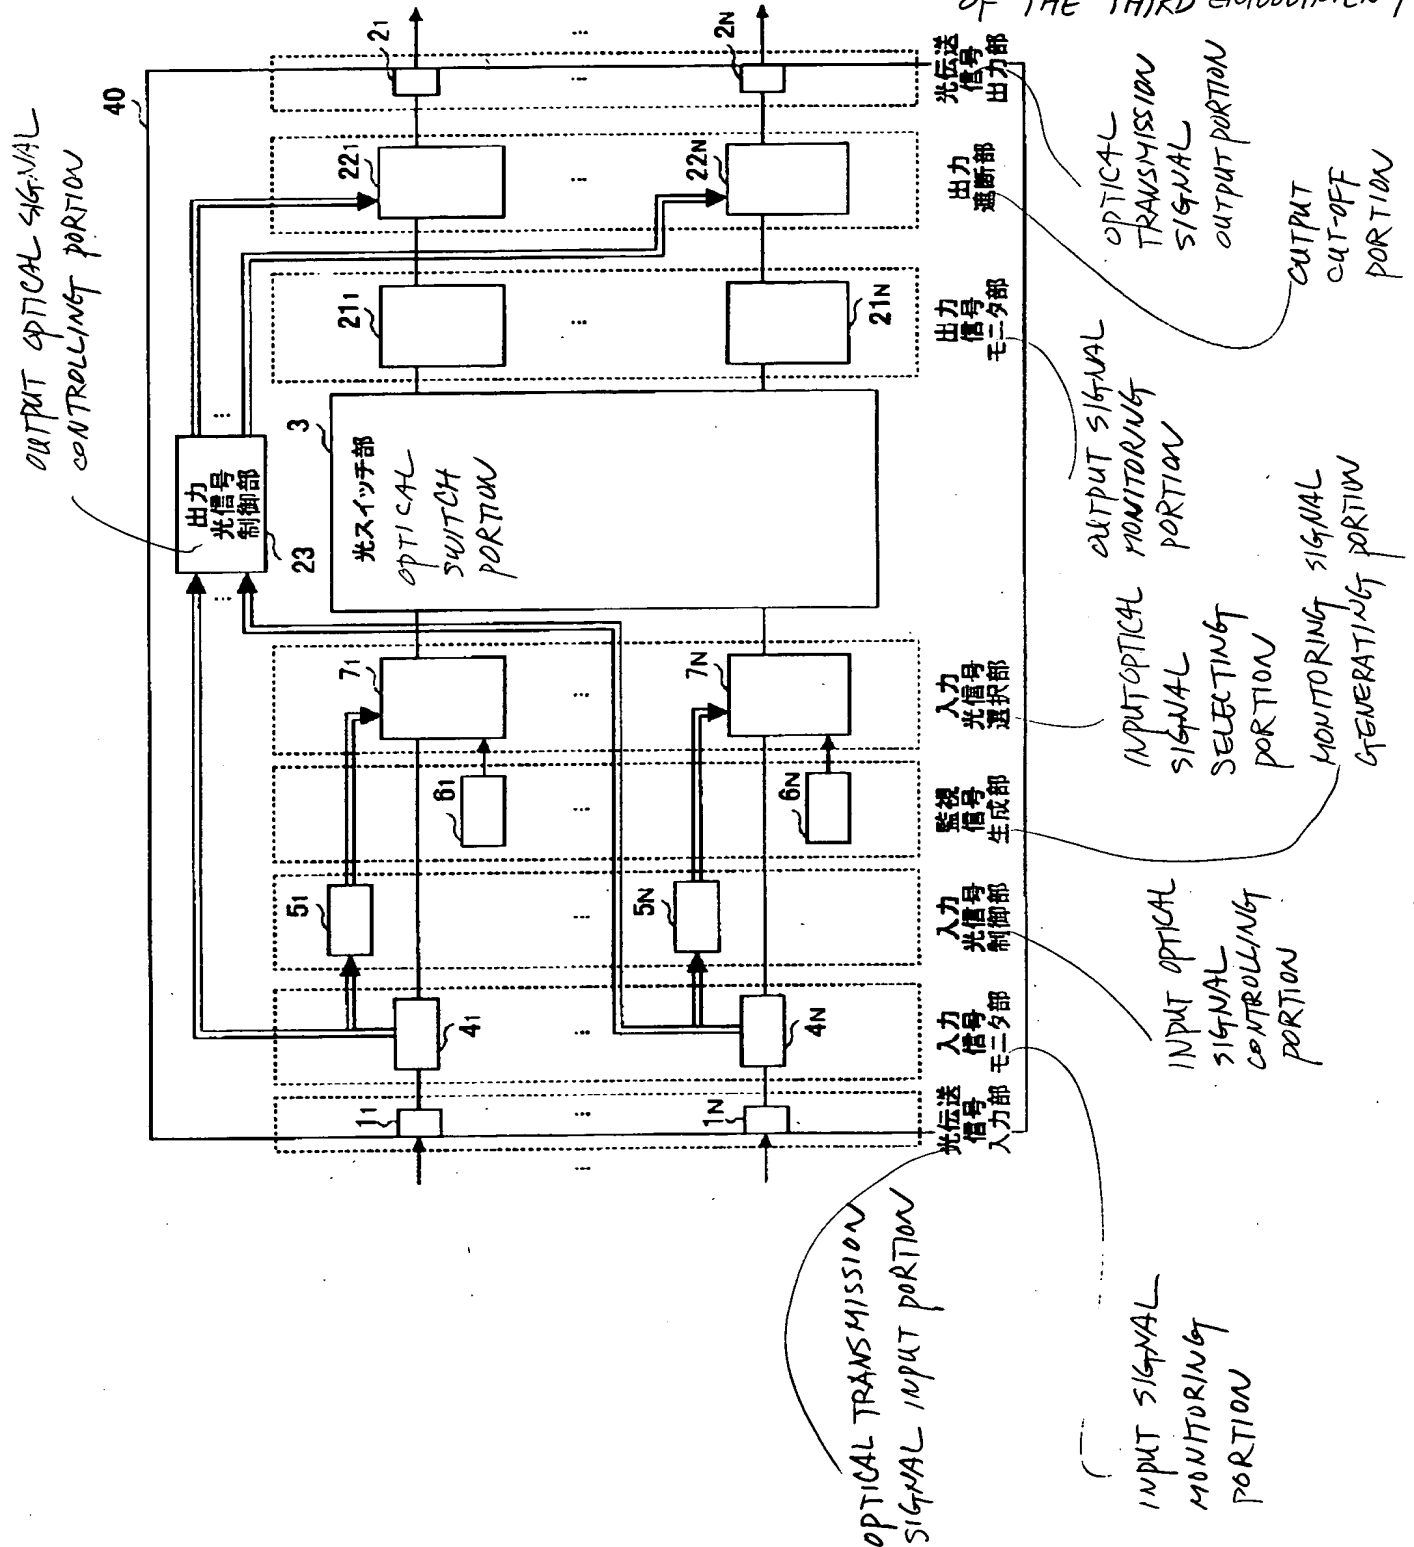 OF THE THIRD EMBODIMENT
OUTPUT OPTICAL SIGNAL
CONTROLLING PORTION
40
出力
光信号
制御部
23
3
光スイッチ部
OPTICAL
SWITCH
PORTION
1₁
4₁
5₁
6₁
7₁
21₁
22₁
2₁
1N
4N
5N
6N
7N
21N
22N
2N
光伝送
信号
入力部
入力
信号
モニタ部
入力
光信号
制御部
監視
信号
生成部
入力
光信号
選択部
出力
信号
モニタ部
出力
遮断部
光伝送
信号
出力部
OPTICAL TRANSMISSION
SIGNAL INPUT PORTION
INPUT SIGNAL
MONITORING
PORTION
INPUT OPTICAL
SIGNAL
CONTROLLING
PORTION
MONITORING SIGNAL
GENERATING PORTION
INPUT OPTICAL
SIGNAL
SELECTING
PORTION
OUTPUT SIGNAL
MONITORING
PORTION
OUTPUT
CUT-OFF
PORTION
OPTICAL
TRANSMISSION
SIGNAL
OUTPUT PORTION